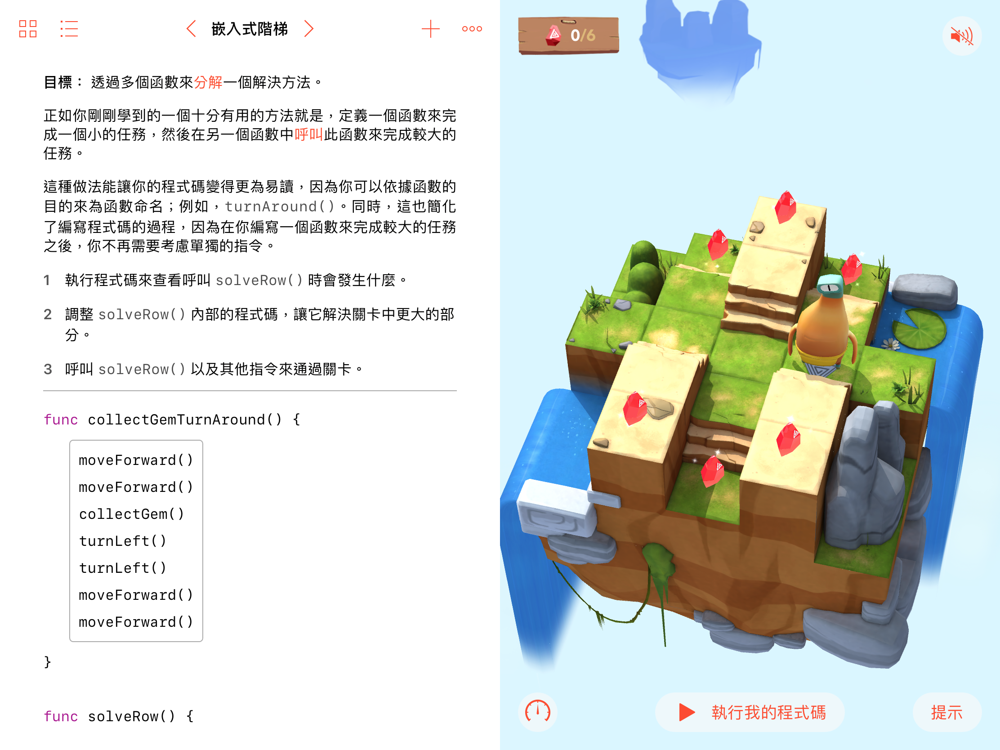 嵌入式階梯
目標： 透過多個函數來分解一個解決方法。
正如你剛剛學到的一個十分有用的方法就是，定義一個函數來完
成一個小的任務，然後在另一個函數中呼叫此函數來完成較大的
任務。
這種做法能讓你的程式碼變得更為易讀，因為你可以依據函數的
目的來為函數命名；例如，turnAround()。同時，這也簡化
了編寫程式碼的過程，因為在你編寫一個函數來完成較大的任務
之後，你不再需要考慮單獨的指令。
1 執行程式碼來查看呼叫 solveRow() 時會發生什麼。
2 調整 solveRow() 內部的程式碼，讓它解決關卡中更大的部
分。
3 呼叫 solveRow() 以及其他指令來通過關卡。
func collectGemTurnAround() {
moveForward()
moveForward()
collectGem()
turnLeft()
turnLeft()
moveForward()
moveForward()
}
func solveRow() {
0/6
執行我的程式碼
提示